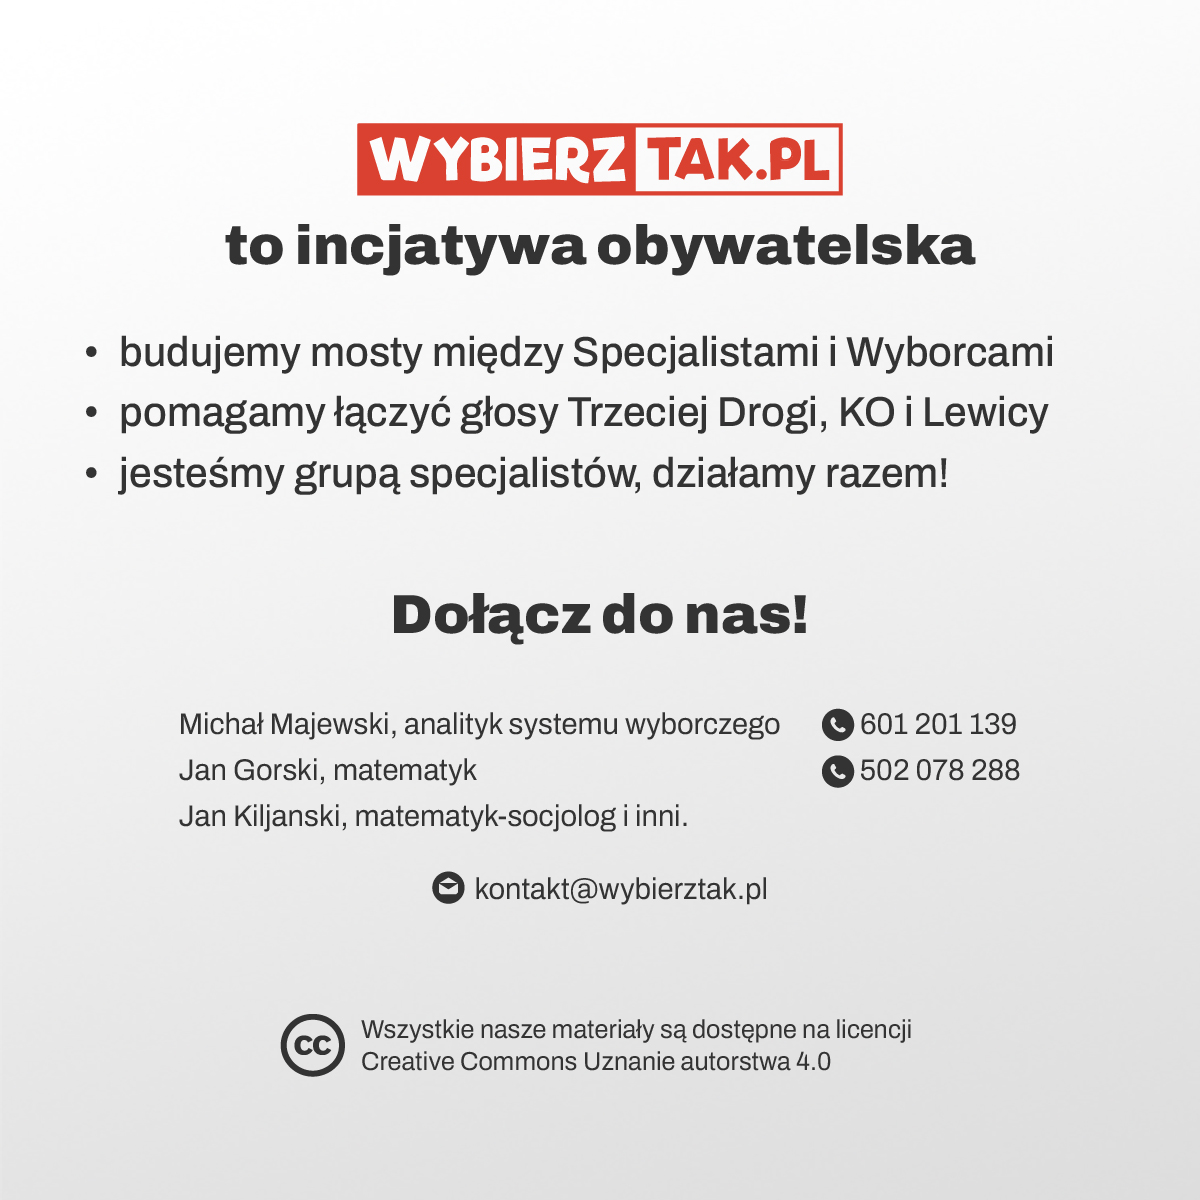 WYBIERZ TAK.PL
to incjatywa obywatelska
• budujemy mosty między Specjalistami i Wyborcami
• pomagamy łączyć głosy Trzeciej Drogi, KO i Lewicy
• jesteśmy grupą specjalistów, działamy razem!
Dołącz do nas!
Michał Majewski, analityk systemu wyborczego 601 201 139
Jan Gorski, matematyk 502 078 288
Jan Kiljanski, matematyk-socjolog i inni.
kontakt@wybierztak.pl
cc Wszystkie nasze materiały są dostępne na licencji
Creative Commons Uznanie autorstwa 4.0